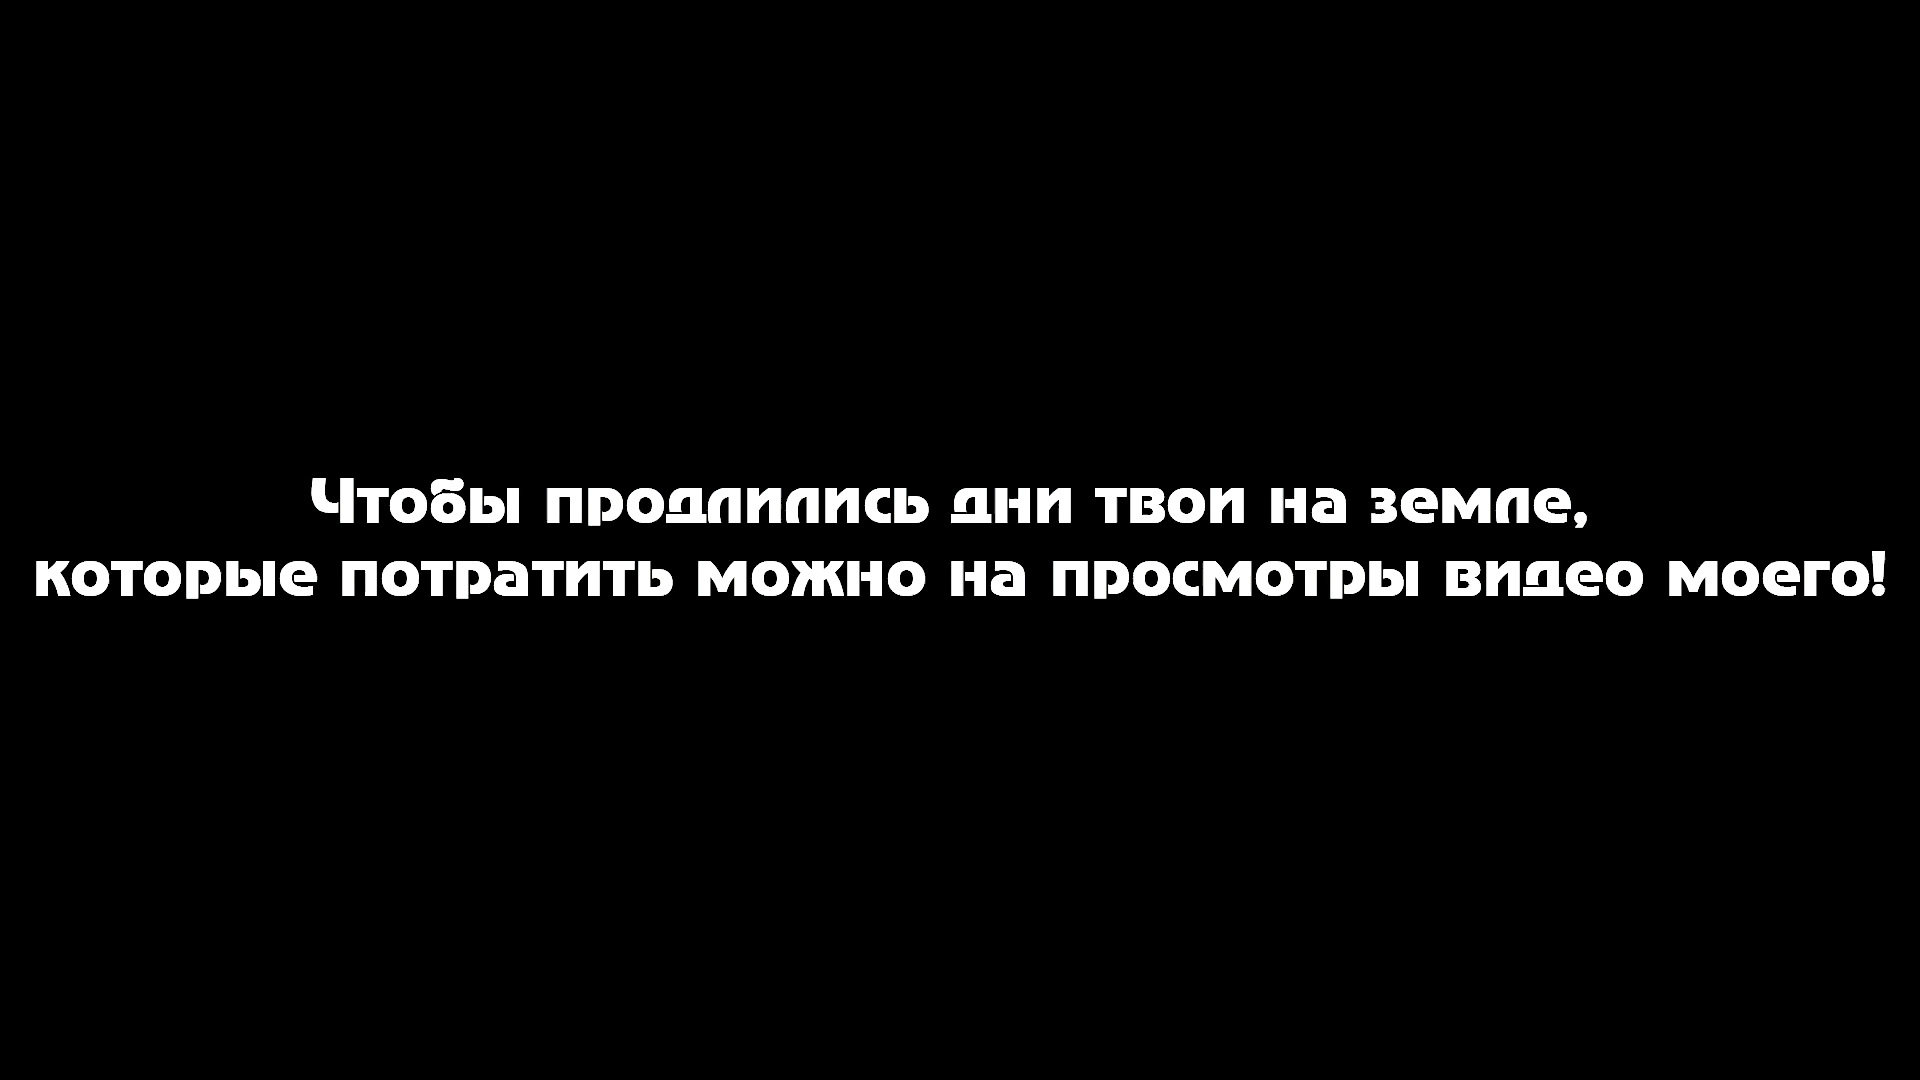 Чтобы продлились дни твои на земле,
которые потратить можно на просмотры видео моего!